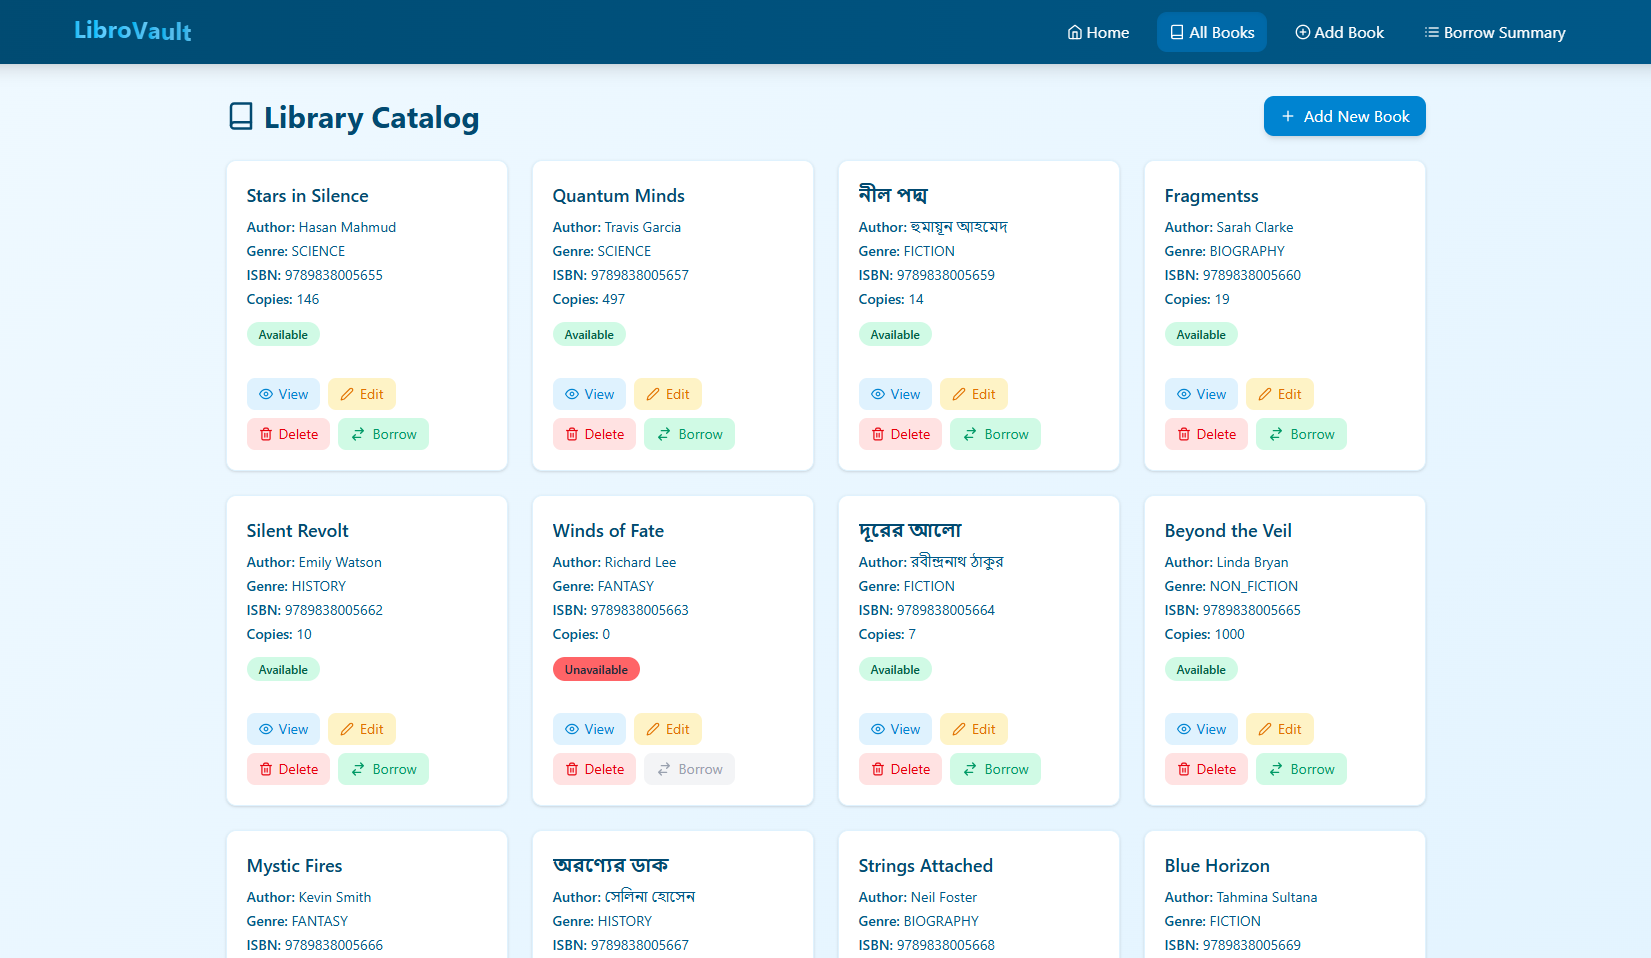 LibroVault
Home
All Books
Add Book
Borrow Summary
Library Catalog
Add New Book
Stars in Silence
Author: Hasan Mahmud
Genre: SCIENCE
ISBN: 9789838005655
Copies: 146
Available
View
Edit
Delete
Borrow
Quantum Minds
Author: Travis Garcia
Genre: SCIENCE
ISBN: 9789838005657
Copies: 497
Available
View
Edit
Delete
Borrow
নীল পদ্ম
Author: হুমায়ূন আহমেদ
Genre: FICTION
ISBN: 9789838005659
Copies: 14
Available
View
Edit
Delete
Borrow
Fragmentss
Author: Sarah Clarke
Genre: BIOGRAPHY
ISBN: 9789838005660
Copies: 19
Available
View
Edit
Delete
Borrow
Silent Revolt
Author: Emily Watson
Genre: HISTORY
ISBN: 9789838005662
Copies: 10
Available
View
Edit
Delete
Borrow
Winds of Fate
Author: Richard Lee
Genre: FANTASY
ISBN: 9789838005663
Copies: 0
Unavailable
View
Edit
Delete
Borrow
দূরের আলো
Author: রবীন্দ্রনাথ ঠাকুর
Genre: FICTION
ISBN: 9789838005664
Copies: 7
Available
View
Edit
Delete
Borrow
Beyond the Veil
Author: Linda Bryan
Genre: NON_FICTION
ISBN: 9789838005665
Copies: 1000
Available
View
Edit
Delete
Borrow
Mystic Fires
Author: Kevin Smith
Genre: FANTASY
ISBN: 9789838005666
অরণ্যের ডাক
Author: সেলিনা হোসেন
Genre: HISTORY
ISBN: 9789838005667
Strings Attached
Author: Neil Foster
Genre: BIOGRAPHY
ISBN: 9789838005668
Blue Horizon
Author: Tahmina Sultana
Genre: FICTION
ISBN: 9789838005669